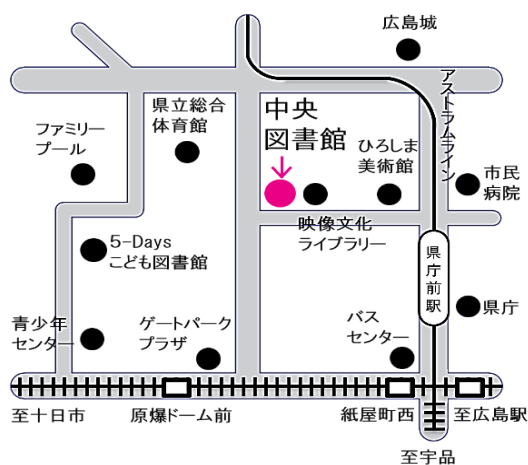 広島城
アストラムライン
県立総合
体育館
中央
図書館
ファミリー
プール
ひろしま
美術館
市民
病院
映像文化
ライブラリー
5-Days
こども図書館
県庁前駅
県庁
青少年
センター
ゲートパーク
プラザ
バス
センター
至十日市
原爆ドーム前
紙屋町西
至広島駅
至宇品